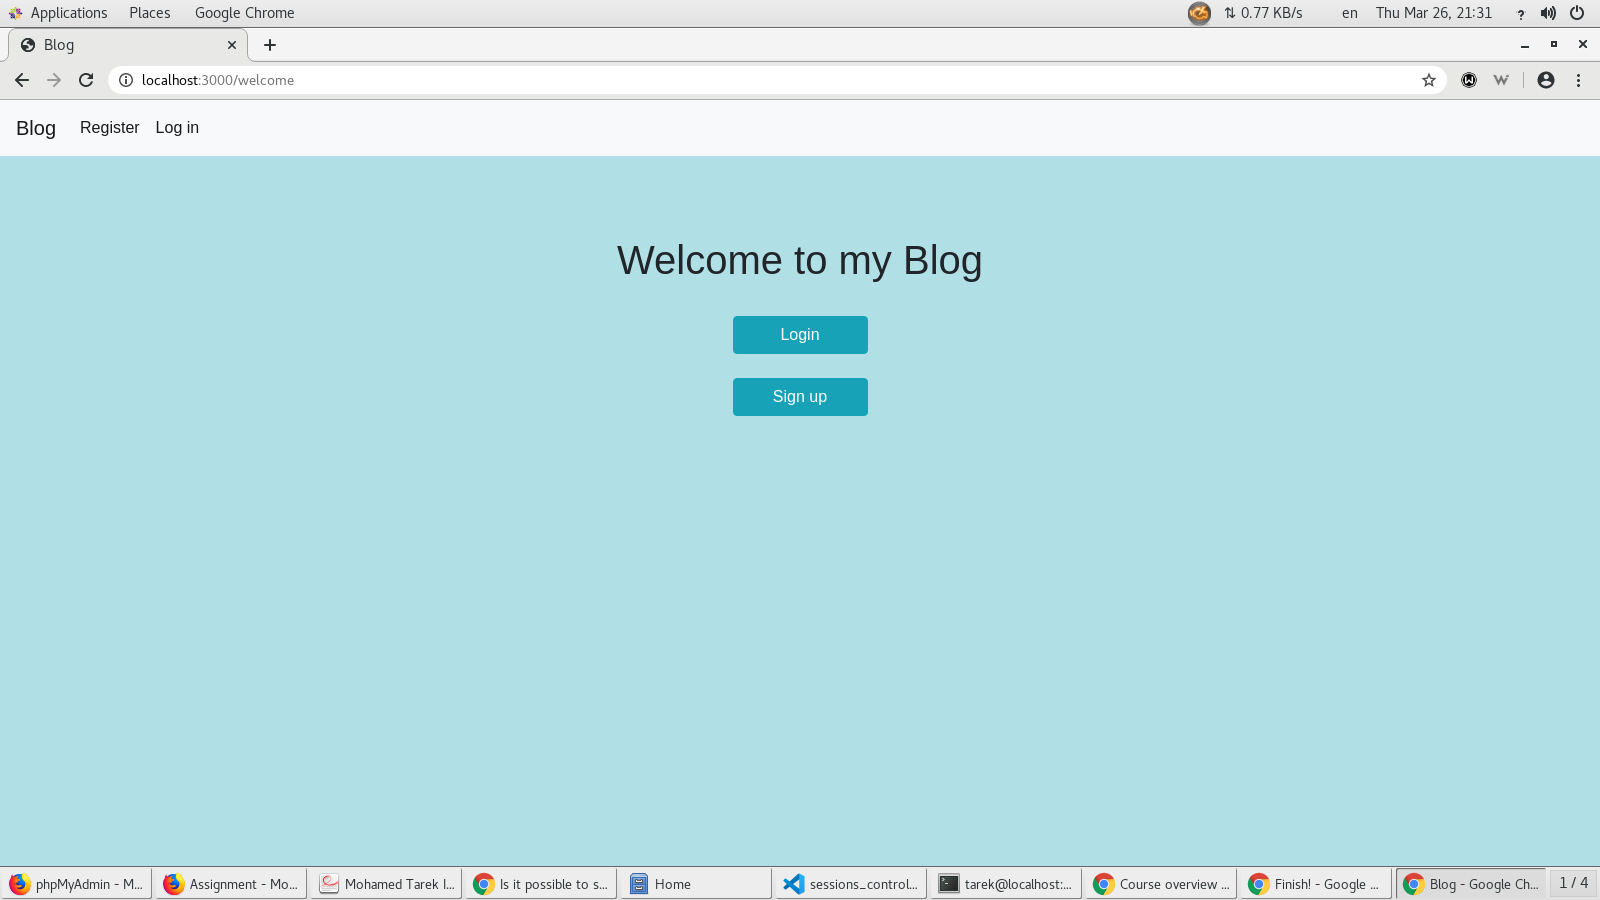 Applications Places Google Chrome 0.77 KB/s en Thu Mar 26, 21:31
Blog
localhost:3000/welcome
Blog Register Log in
Welcome to my Blog
Login
Sign up
phpMyAdmin - M... Assignment - Mo... Mohamed Tarek I... Is it possible to s... Home sessions_control... tarek@localhost:... Course overview ... Finish! - Google ... Blog - Google Ch... 1 / 4